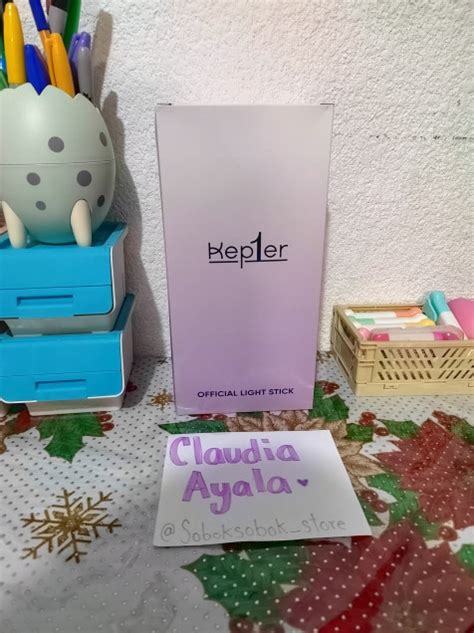 Kep1er
OFFICIAL LIGHT STICK
Claudia
Ayala
@Soboksobok_store